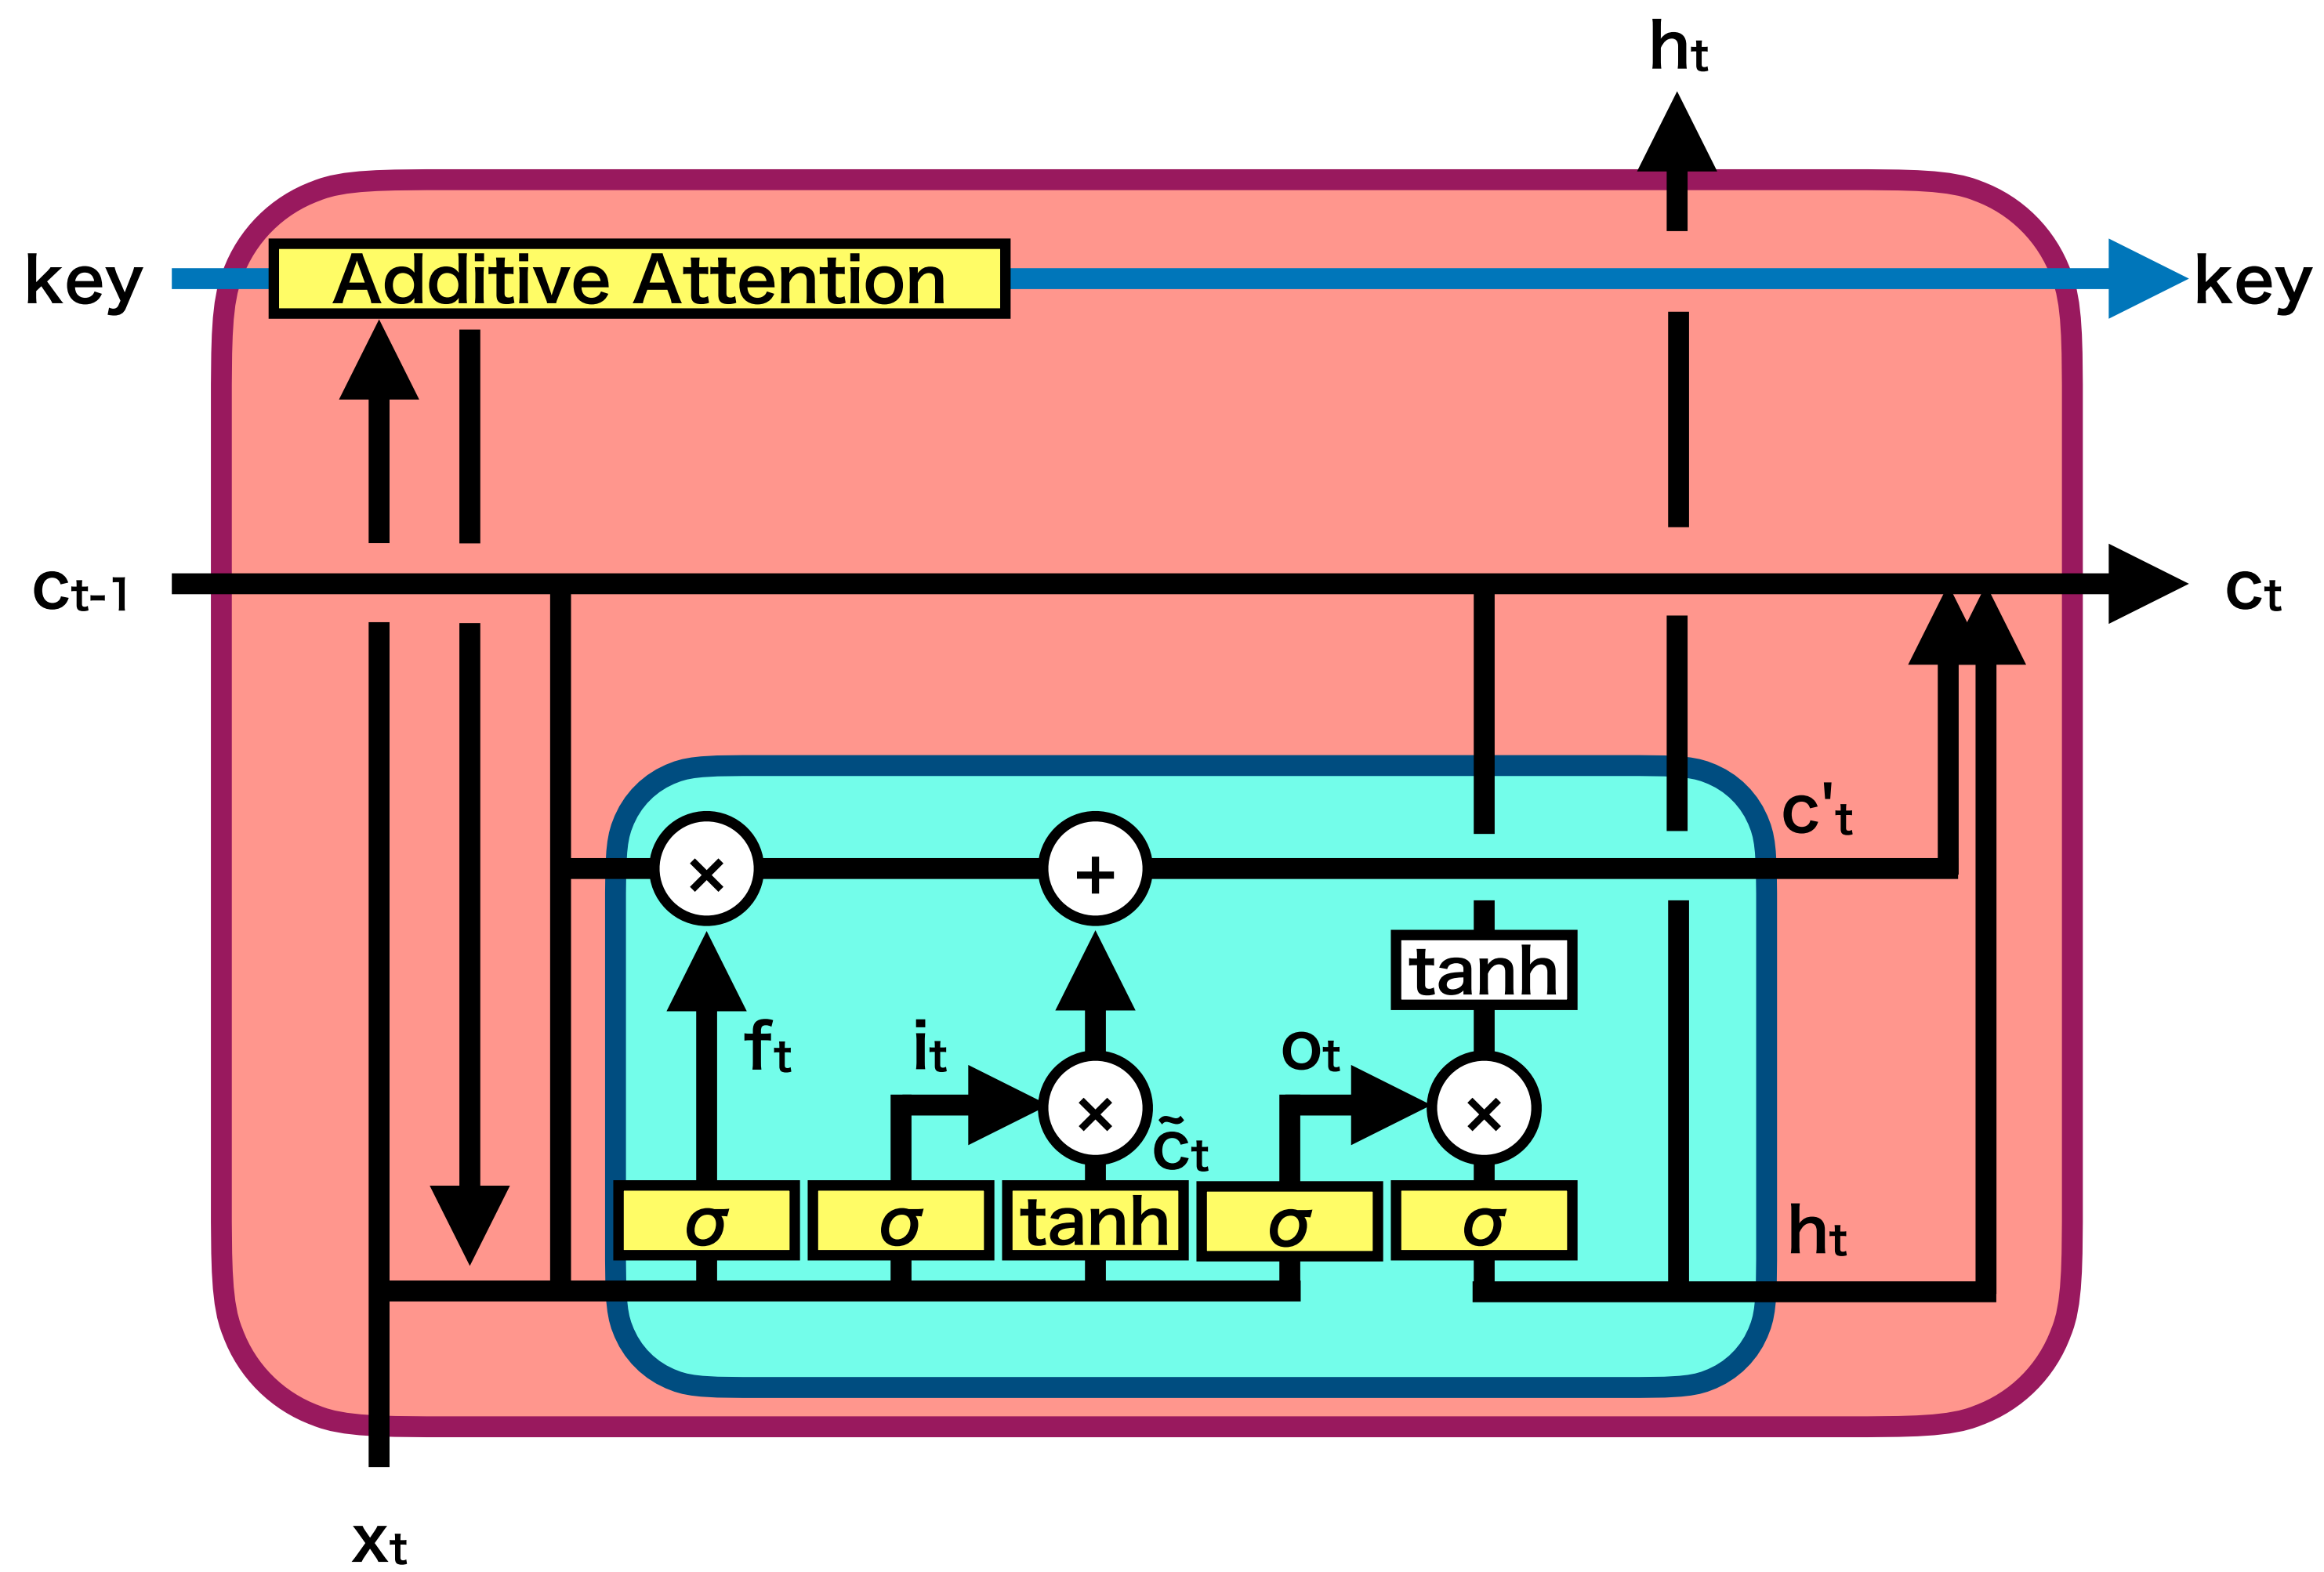 ht
key
Additive Attention
key
ct-1
ct
c't
×
+
tanh
ft
it
ot
×
×
c̃t
σ
σ
tanh
σ
σ
ht
xt